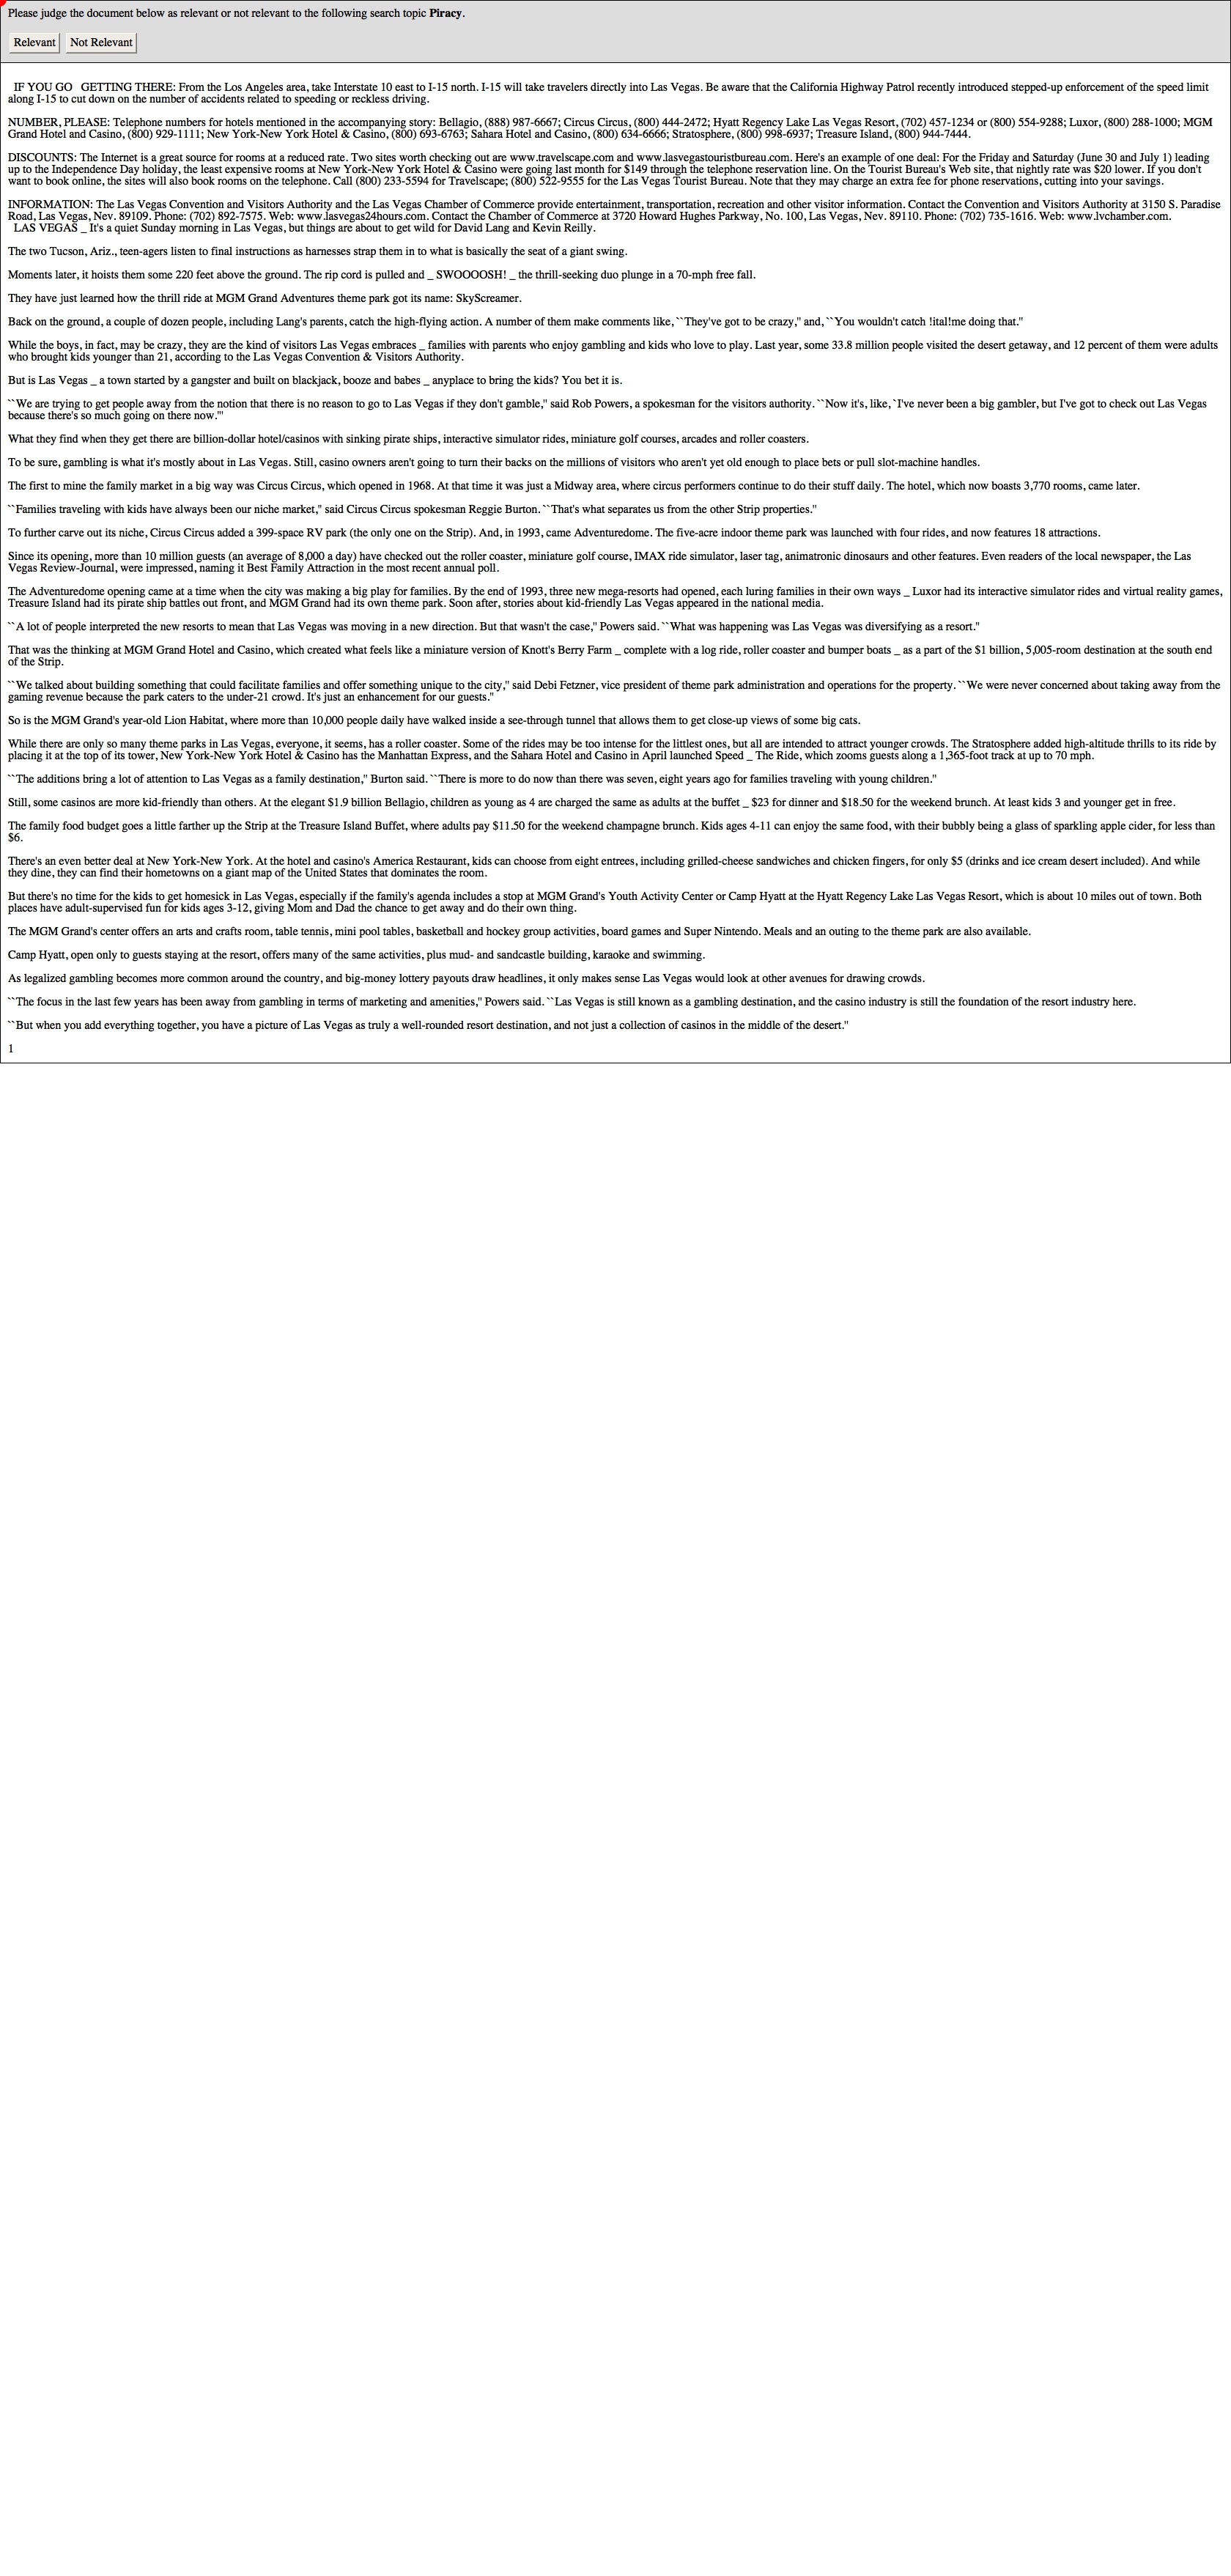 Please judge the document below as relevant or not relevant to the following search topic Piracy.
Relevant Not Relevant
IF YOU GO GETTING THERE: From the Los Angeles area, take Interstate 10 east to I-15 north. I-15 will take travelers directly into Las Vegas. Be aware that the California Highway Patrol recently introduced stepped-up enforcement of the speed limit
along I-15 to cut down on the number of accidents related to speeding or reckless driving.
NUMBER, PLEASE: Telephone numbers for hotels mentioned in the accompanying story: Bellagio, (888) 987-6667; Circus Circus, (800) 444-2472; Hyatt Regency Lake Las Vegas Resort, (702) 457-1234 or (800) 554-9288; Luxor, (800) 288-1000; MGM
Grand Hotel and Casino, (800) 929-1111; New York-New York Hotel & Casino, (800) 693-6763; Sahara Hotel and Casino, (800) 634-6666; Stratosphere, (800) 998-6937; Treasure Island, (800) 944-7444.
DISCOUNTS: The Internet is a great source for rooms at a reduced rate. Two sites worth checking out are www.travelscape.com and www.lasvegastouristbureau.com. Here's an example of one deal: For the Friday and Saturday (June 30 and July 1) leading
up to the Independence Day holiday, the least expensive rooms at New York-New York Hotel & Casino were going last month for $149 through the telephone reservation line. On the Tourist Bureau's Web site, that nightly rate was $20 lower. If you don't
want to book online, the sites will also book rooms on the telephone. Call (800) 233-5594 for Travelscape; (800) 522-9555 for the Las Vegas Tourist Bureau. Note that they may charge an extra fee for phone reservations, cutting into your savings.
INFORMATION: The Las Vegas Convention and Visitors Authority and the Las Vegas Chamber of Commerce provide entertainment, transportation, recreation and other visitor information. Contact the Convention and Visitors Authority at 3150 S. Paradise
Road, Las Vegas, Nev. 89109. Phone: (702) 892-7575. Web: www.lasvegas24hours.com. Contact the Chamber of Commerce at 3720 Howard Hughes Parkway, No. 100, Las Vegas, Nev. 89110. Phone: (702) 735-1616. Web: www.lvchamber.com.
LAS VEGAS _ It's a quiet Sunday morning in Las Vegas, but things are about to get wild for David Lang and Kevin Reilly.
The two Tucson, Ariz., teen-agers listen to final instructions as harnesses strap them in to what is basically the seat of a giant swing.
Moments later, it hoists them some 220 feet above the ground. The rip cord is pulled and _ SWOOOOSH! _ the thrill-seeking duo plunge in a 70-mph free fall.
They have just learned how the thrill ride at MGM Grand Adventures theme park got its name: SkyScreamer.
Back on the ground, a couple of dozen people, including Lang's parents, catch the high-flying action. A number of them make comments like, ``They've got to be crazy,'' and, ``You wouldn't catch !ital!me doing that.''
While the boys, in fact, may be crazy, they are the kind of visitors Las Vegas embraces _ families with parents who enjoy gambling and kids who love to play. Last year, some 33.8 million people visited the desert getaway, and 12 percent of them were adults
who brought kids younger than 21, according to the Las Vegas Convention & Visitors Authority.
But is Las Vegas _ a town started by a gangster and built on blackjack, booze and babes _ anyplace to bring the kids? You bet it is.
``We are trying to get people away from the notion that there is no reason to go to Las Vegas if they don't gamble,'' said Rob Powers, a spokesman for the visitors authority. ``Now it's, like, `I've never been a big gambler, but I've got to check out Las Vegas
because there's so much going on there now.'''
What they find when they get there are billion-dollar hotel/casinos with sinking pirate ships, interactive simulator rides, miniature golf courses, arcades and roller coasters.
To be sure, gambling is what it's mostly about in Las Vegas. Still, casino owners aren't going to turn their backs on the millions of visitors who aren't yet old enough to place bets or pull slot-machine handles.
The first to mine the family market in a big way was Circus Circus, which opened in 1968. At that time it was just a Midway area, where circus performers continue to do their stuff daily. The hotel, which now boasts 3,770 rooms, came later.
``Families traveling with kids have always been our niche market,'' said Circus Circus spokesman Reggie Burton. ``That's what separates us from the other Strip properties.''
To further carve out its niche, Circus Circus added a 399-space RV park (the only one on the Strip). And, in 1993, came Adventuredome. The five-acre indoor theme park was launched with four rides, and now features 18 attractions.
Since its opening, more than 10 million guests (an average of 8,000 a day) have checked out the roller coaster, miniature golf course, IMAX ride simulator, laser tag, animatronic dinosaurs and other features. Even readers of the local newspaper, the Las
Vegas Review-Journal, were impressed, naming it Best Family Attraction in the most recent annual poll.
The Adventuredome opening came at a time when the city was making a big play for families. By the end of 1993, three new mega-resorts had opened, each luring families in their own ways _ Luxor had its interactive simulator rides and virtual reality games,
Treasure Island had its pirate ship battles out front, and MGM Grand had its own theme park. Soon after, stories about kid-friendly Las Vegas appeared in the national media.
``A lot of people interpreted the new resorts to mean that Las Vegas was moving in a new direction. But that wasn't the case,'' Powers said. ``What was happening was Las Vegas was diversifying as a resort.''
That was the thinking at MGM Grand Hotel and Casino, which created what feels like a miniature version of Knott's Berry Farm _ complete with a log ride, roller coaster and bumper boats _ as a part of the $1 billion, 5,005-room destination at the south end
of the Strip.
``We talked about building something that could facilitate families and offer something unique to the city,'' said Debi Fetzner, vice president of theme park administration and operations for the property. ``We were never concerned about taking away from the
gaming revenue because the park caters to the under-21 crowd. It's just an enhancement for our guests.''
So is the MGM Grand's year-old Lion Habitat, where more than 10,000 people daily have walked inside a see-through tunnel that allows them to get close-up views of some big cats.
While there are only so many theme parks in Las Vegas, everyone, it seems, has a roller coaster. Some of the rides may be too intense for the littlest ones, but all are intended to attract younger crowds. The Stratosphere added high-altitude thrills to its ride by
placing it at the top of its tower, New York-New York Hotel & Casino has the Manhattan Express, and the Sahara Hotel and Casino in April launched Speed _ The Ride, which zooms guests along a 1,365-foot track at up to 70 mph.
``The additions bring a lot of attention to Las Vegas as a family destination,'' Burton said. ``There is more to do now than there was seven, eight years ago for families traveling with young children.''
Still, some casinos are more kid-friendly than others. At the elegant $1.9 billion Bellagio, children as young as 4 are charged the same as adults at the buffet _ $23 for dinner and $18.50 for the weekend brunch. At least kids 3 and younger get in free.
The family food budget goes a little farther up the Strip at the Treasure Island Buffet, where adults pay $11.50 for the weekend champagne brunch. Kids ages 4-11 can enjoy the same food, with their bubbly being a glass of sparkling apple cider, for less than
$6.
There's an even better deal at New York-New York. At the hotel and casino's America Restaurant, kids can choose from eight entrees, including grilled-cheese sandwiches and chicken fingers, for only $5 (drinks and ice cream desert included). And while
they dine, they can find their hometowns on a giant map of the United States that dominates the room.
But there's no time for the kids to get homesick in Las Vegas, especially if the family's agenda includes a stop at MGM Grand's Youth Activity Center or Camp Hyatt at the Hyatt Regency Lake Las Vegas Resort, which is about 10 miles out of town. Both
places have adult-supervised fun for kids ages 3-12, giving Mom and Dad the chance to get away and do their own thing.
The MGM Grand's center offers an arts and crafts room, table tennis, mini pool tables, basketball and hockey group activities, board games and Super Nintendo. Meals and an outing to the theme park are also available.
Camp Hyatt, open only to guests staying at the resort, offers many of the same activities, plus mud- and sandcastle building, karaoke and swimming.
As legalized gambling becomes more common around the country, and big-money lottery payouts draw headlines, it only makes sense Las Vegas would look at other avenues for drawing crowds.
``The focus in the last few years has been away from gambling in terms of marketing and amenities,'' Powers said. ``Las Vegas is still known as a gambling destination, and the casino industry is still the foundation of the resort industry here.
``But when you add everything together, you have a picture of Las Vegas as truly a well-rounded resort destination, and not just a collection of casinos in the middle of the desert.''
1